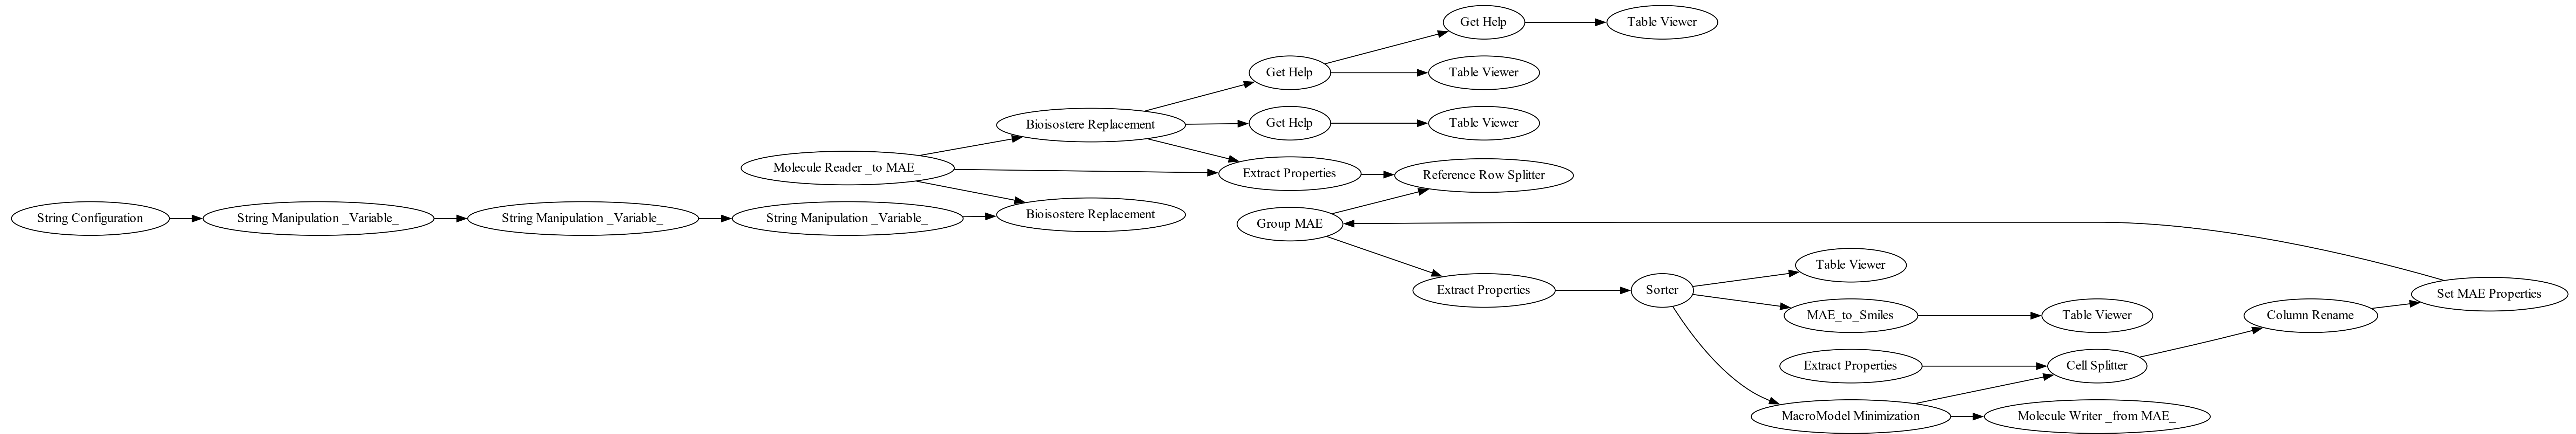 Get Help
Table Viewer
Get Help
Table Viewer
Bioisostere Replacement
Get Help
Table Viewer
Molecule Reader _to MAE_
Extract Properties
Reference Row Splitter
String Configuration
String Manipulation _Variable_
String Manipulation _Variable_
String Manipulation _Variable_
Bioisostere Replacement
Group MAE
Table Viewer
Extract Properties
Sorter
Set MAE Properties
MAE_to_Smiles
Table Viewer
Column Rename
Extract Properties
Cell Splitter
MacroModel Minimization
Molecule Writer _from MAE_